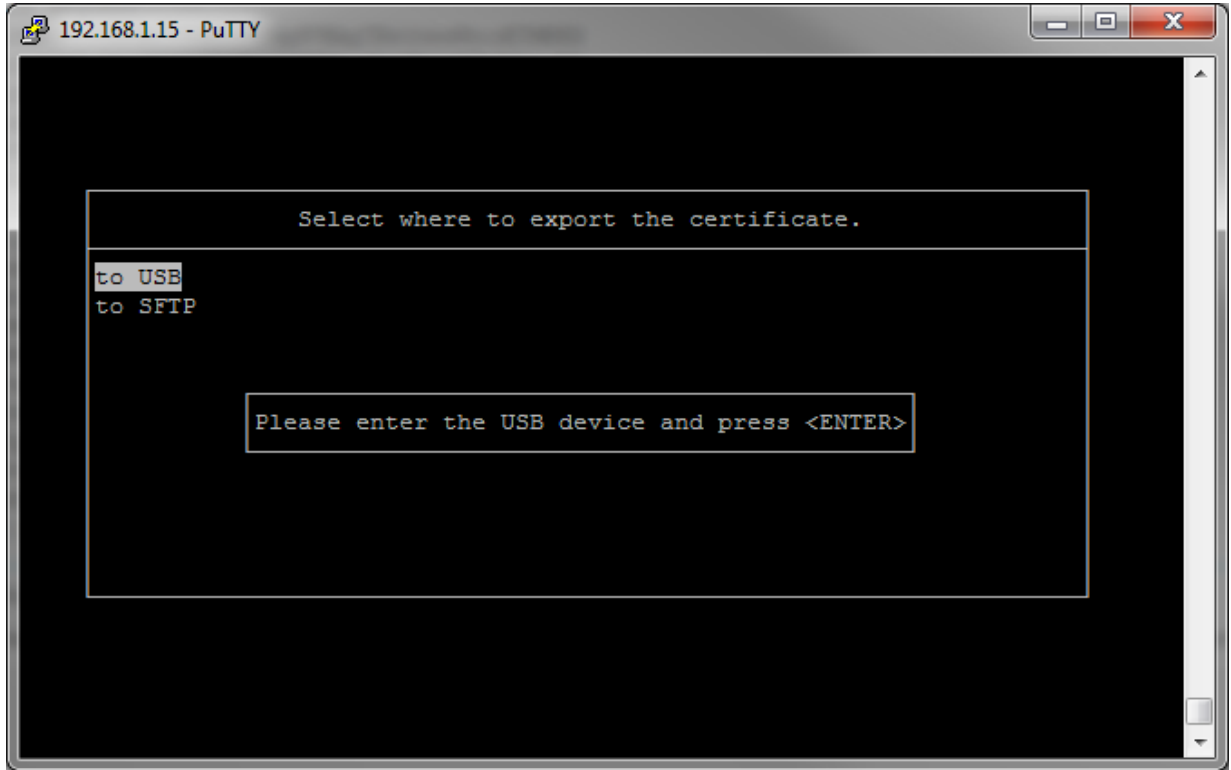 192.168.1.15 - PuTTY
Select where to export the certificate.
to USB
to SFTP
Please enter the USB device and press <ENTER>